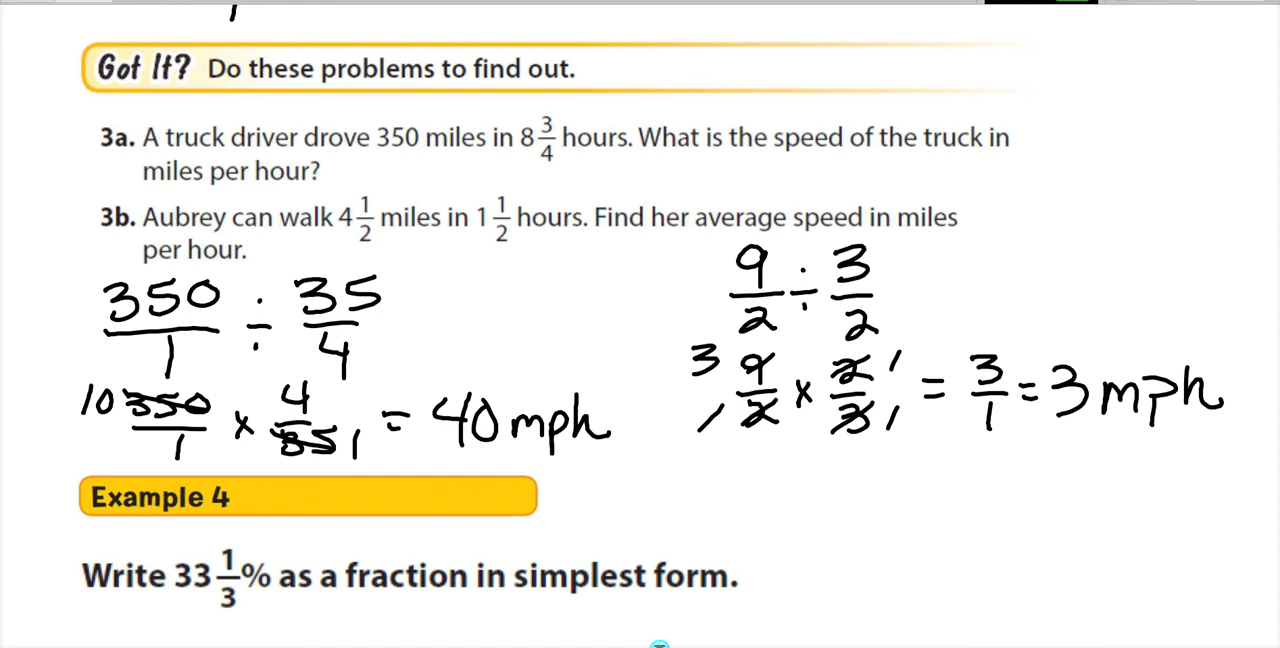 Got It? Do these problems to find out.
3a. A truck driver drove 350 miles in 8 3/4 hours. What is the speed of the truck in
miles per hour?
3b. Aubrey can walk 4 1/2 miles in 1 1/2 hours. Find her average speed in miles
per hour.
350/1 ÷ 35/4
10 350/1 × 4/35 1 = 40 mph
9/2 ÷ 3/2
3 9/2 1 × 2/3 1 1 = 3/1 = 3 mph
Example 4
Write 33 1/3% as a fraction in simplest form.